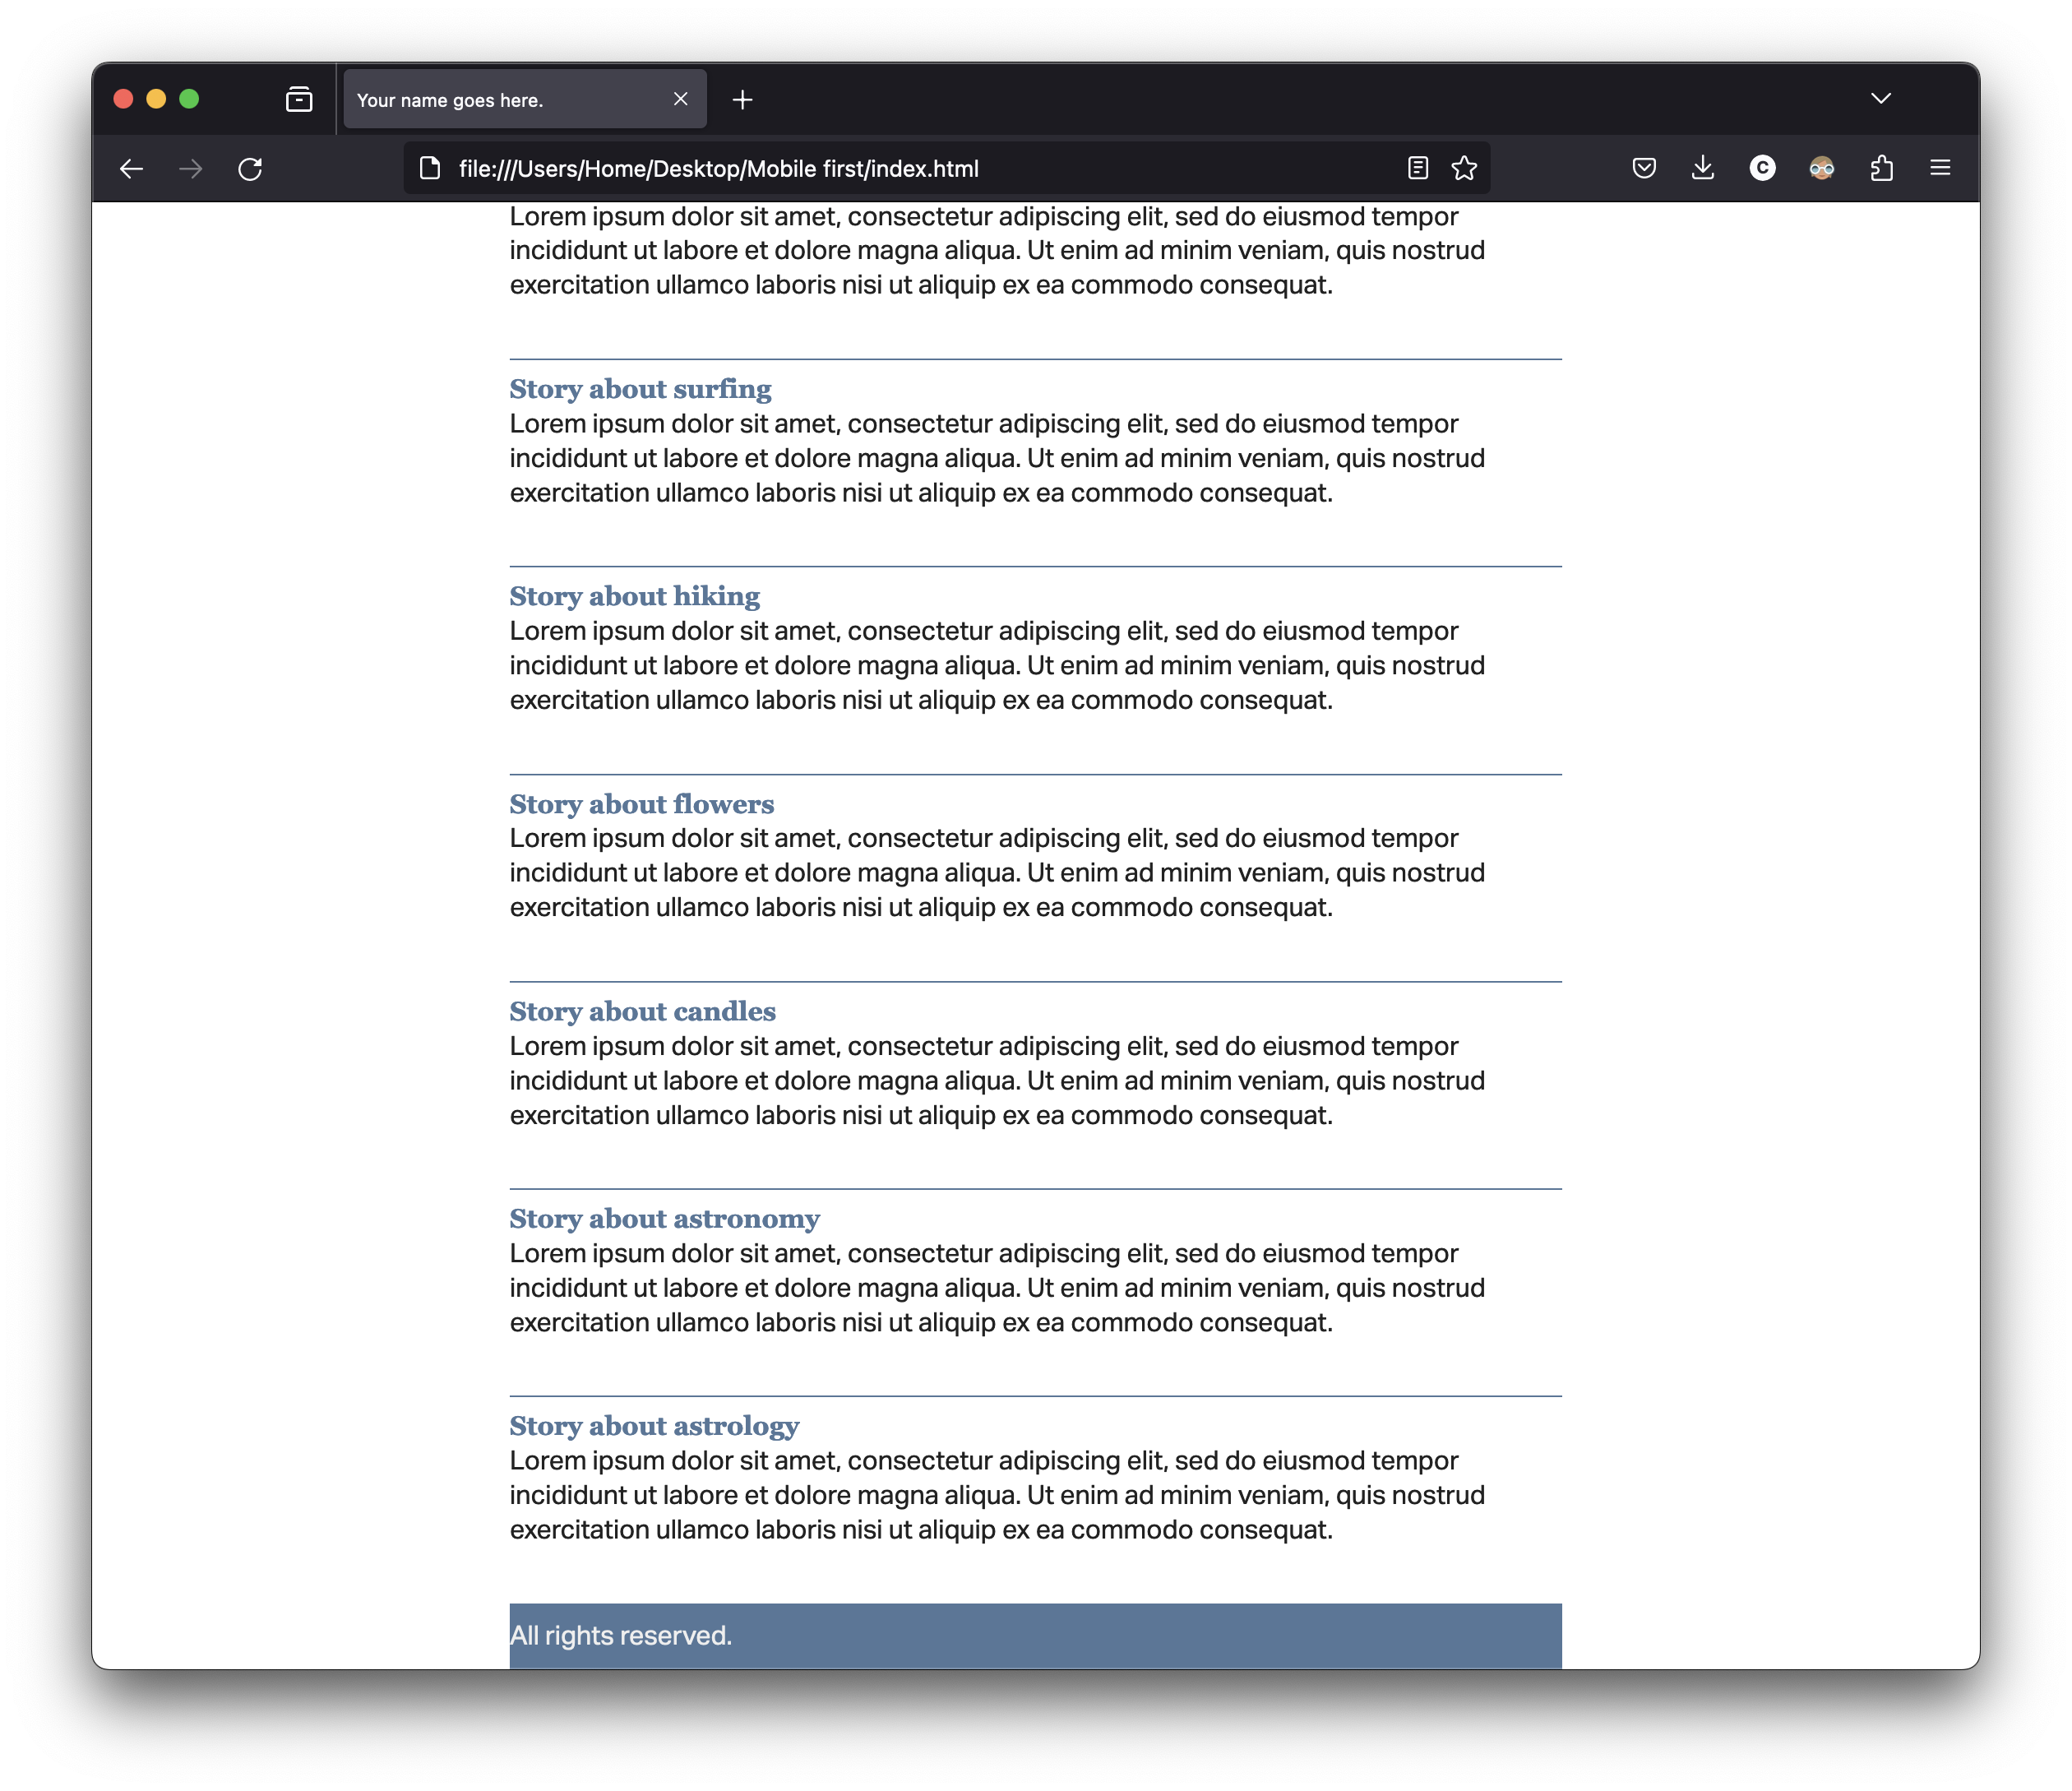 Your name goes here.
file:///Users/Home/Desktop/Mobile first/index.html
C
Lorem ipsum dolor sit amet, consectetur adipiscing elit, sed do eiusmod tempor
incididunt ut labore et dolore magna aliqua. Ut enim ad minim veniam, quis nostrud
exercitation ullamco laboris nisi ut aliquip ex ea commodo consequat.
Story about surfing
Lorem ipsum dolor sit amet, consectetur adipiscing elit, sed do eiusmod tempor
incididunt ut labore et dolore magna aliqua. Ut enim ad minim veniam, quis nostrud
exercitation ullamco laboris nisi ut aliquip ex ea commodo consequat.
Story about hiking
Lorem ipsum dolor sit amet, consectetur adipiscing elit, sed do eiusmod tempor
incididunt ut labore et dolore magna aliqua. Ut enim ad minim veniam, quis nostrud
exercitation ullamco laboris nisi ut aliquip ex ea commodo consequat.
Story about flowers
Lorem ipsum dolor sit amet, consectetur adipiscing elit, sed do eiusmod tempor
incididunt ut labore et dolore magna aliqua. Ut enim ad minim veniam, quis nostrud
exercitation ullamco laboris nisi ut aliquip ex ea commodo consequat.
Story about candles
Lorem ipsum dolor sit amet, consectetur adipiscing elit, sed do eiusmod tempor
incididunt ut labore et dolore magna aliqua. Ut enim ad minim veniam, quis nostrud
exercitation ullamco laboris nisi ut aliquip ex ea commodo consequat.
Story about astronomy
Lorem ipsum dolor sit amet, consectetur adipiscing elit, sed do eiusmod tempor
incididunt ut labore et dolore magna aliqua. Ut enim ad minim veniam, quis nostrud
exercitation ullamco laboris nisi ut aliquip ex ea commodo consequat.
Story about astrology
Lorem ipsum dolor sit amet, consectetur adipiscing elit, sed do eiusmod tempor
incididunt ut labore et dolore magna aliqua. Ut enim ad minim veniam, quis nostrud
exercitation ullamco laboris nisi ut aliquip ex ea commodo consequat.
All rights reserved.